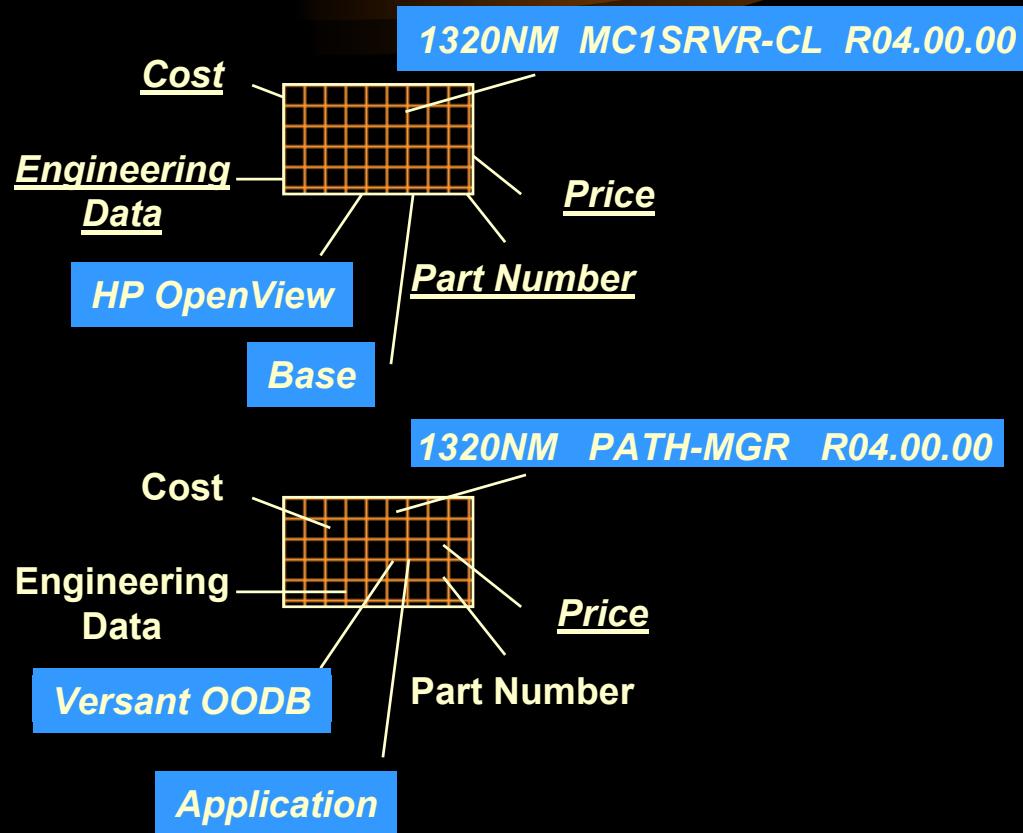 1320NM MC1SRVR-CL R04.00.00
Cost
Engineering
Data
Price
Part Number
HP OpenView
Base
1320NM PATH-MGR R04.00.00
Cost
Engineering
Data
Price
Part Number
Versant OODB
Application